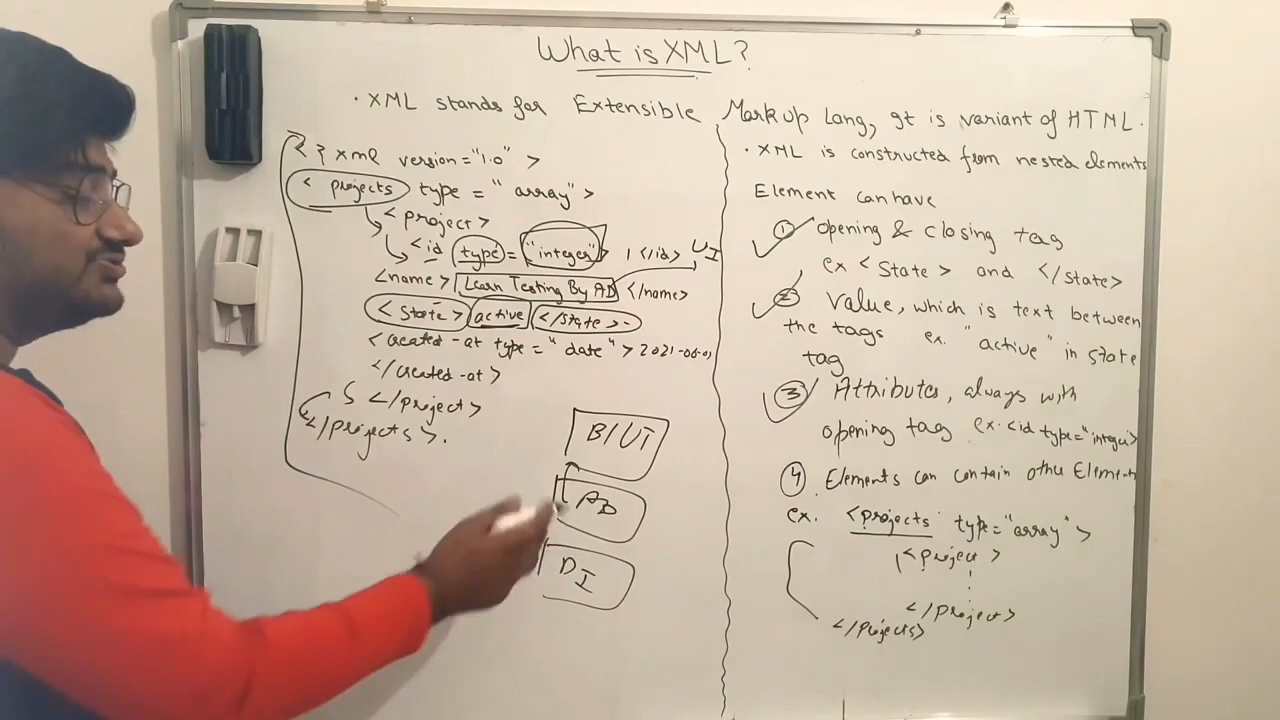 What is XML?
· XML stands for Extensible Markup Lang, It is variant of HTML.
< ? xml version="1.0" >
< projects type = "array">
<project>
<id type = "integer"> 1 </id> UI
<name> Learn Testing By AD </name>
< State > active </State>
< created-at type = "date" > 2021-06-01
</created-at >
</project>
</projects>.
BI UI
AD
DI
· XML is constructed from nested elements
Element can have
1 opening & closing tag
ex <State> and </State>
2 Value, which is text between
the tags ex. "active" in state
tag
3 Attributes, always with
opening tag ex. <id type="integer>
4. Elements can contain other Element
ex. <projects type="array">
<project >
</project>
</projects>